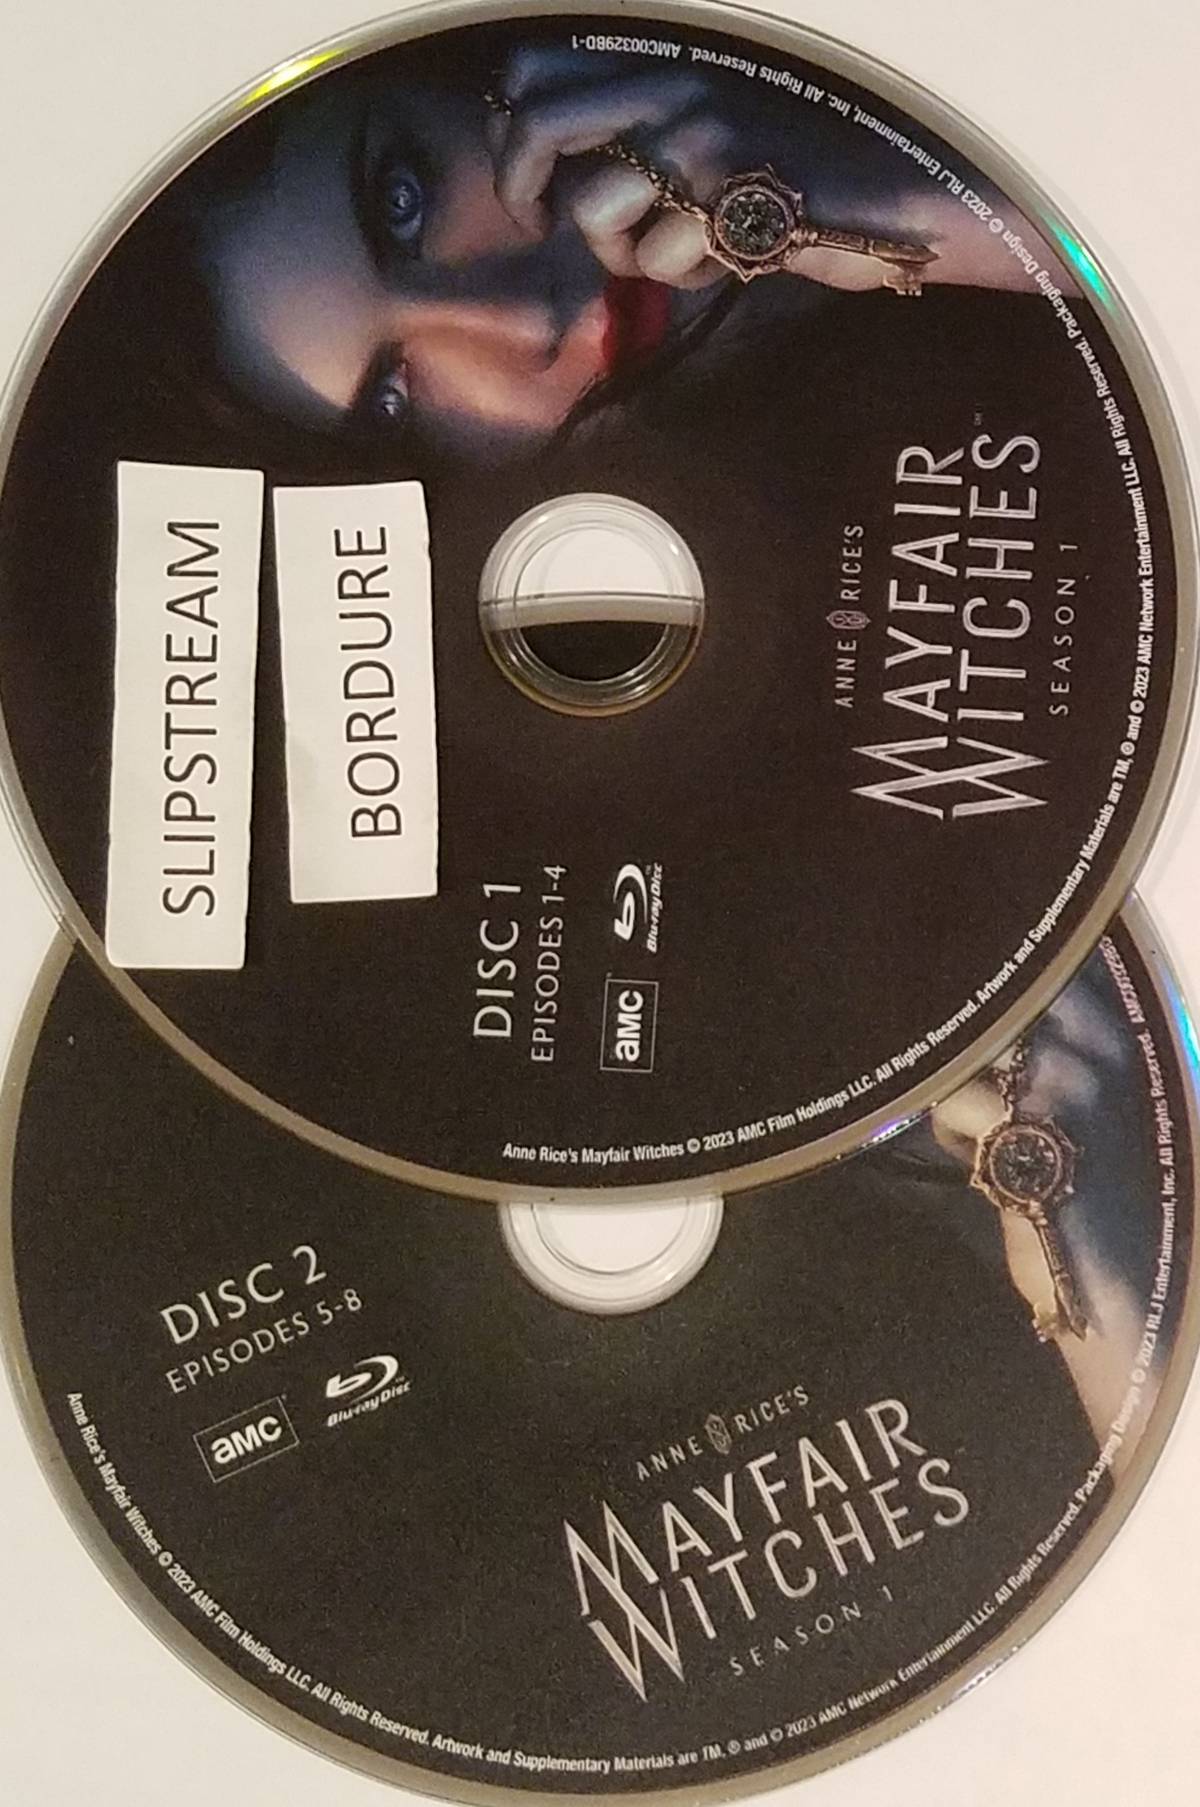 SLIPSTREAM
BORDURE
DISC 1
EPISODES 1-4
aMC
Blu-ray Disc™
ANNE RICE'S
MAYFAIR
WITCHES™
SEASON 1
Anne Rice's Mayfair Witches © 2023 AMC Film Holdings LLC. All Rights Reserved. Artwork and Supplementary Materials are TM, ® and © 2023 AMC Network Entertainment LLC. All Rights Reserved. Packaging Design © 2023 RLJ Entertainment, Inc. All Rights Reserved. AMC00329BD-1
DISC 2
EPISODES 5-8
aMC
Blu-ray Disc™
ANNE RICE'S
MAYFAIR
WITCHES
SEASON 1
Anne Rice's Mayfair Witches © 2023 AMC Film Holdings LLC. All Rights Reserved. Artwork and Supplementary Materials are TM, ® and © 2023 AMC Network Entertainment LLC. All Rights Reserved. Packaging Design © 2023 RLJ Entertainment, Inc. All Rights Reserved.